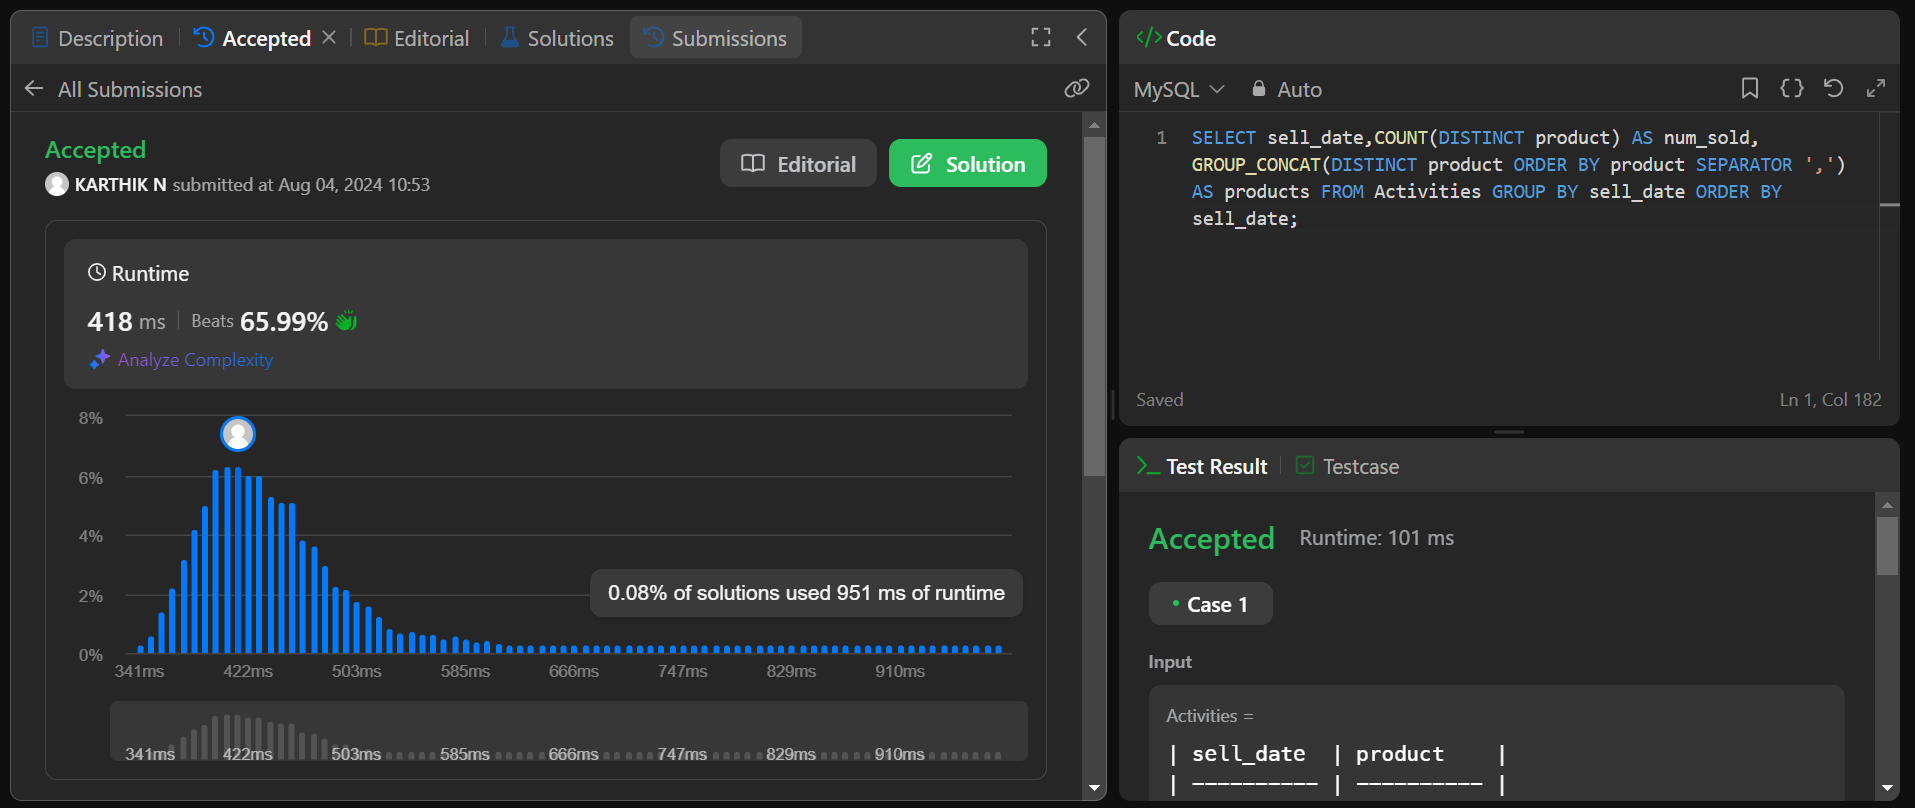 Description
Accepted
Editorial
Solutions
Submissions
All Submissions
Accepted
KARTHIK N submitted at Aug 04, 2024 10:53
Editorial
Solution
Runtime
418 ms
Beats 65.99%
Analyze Complexity
8%
6%
4%
2%
0%
0.08% of solutions used 951 ms of runtime
341ms 422ms 503ms 585ms 666ms 747ms 829ms 910ms
341ms 422ms 503ms 585ms 666ms 747ms 829ms 910ms
</> Code
MySQL
Auto
1
SELECT sell_date,COUNT(DISTINCT product) AS num_sold,
GROUP_CONCAT(DISTINCT product ORDER BY product SEPARATOR ',')
AS products FROM Activities GROUP BY sell_date ORDER BY
sell_date;
Saved
Ln 1, Col 182
Test Result
Testcase
Accepted Runtime: 101 ms
• Case 1
Input
Activities =
| sell_date | product |
| ---------- | ---------- |